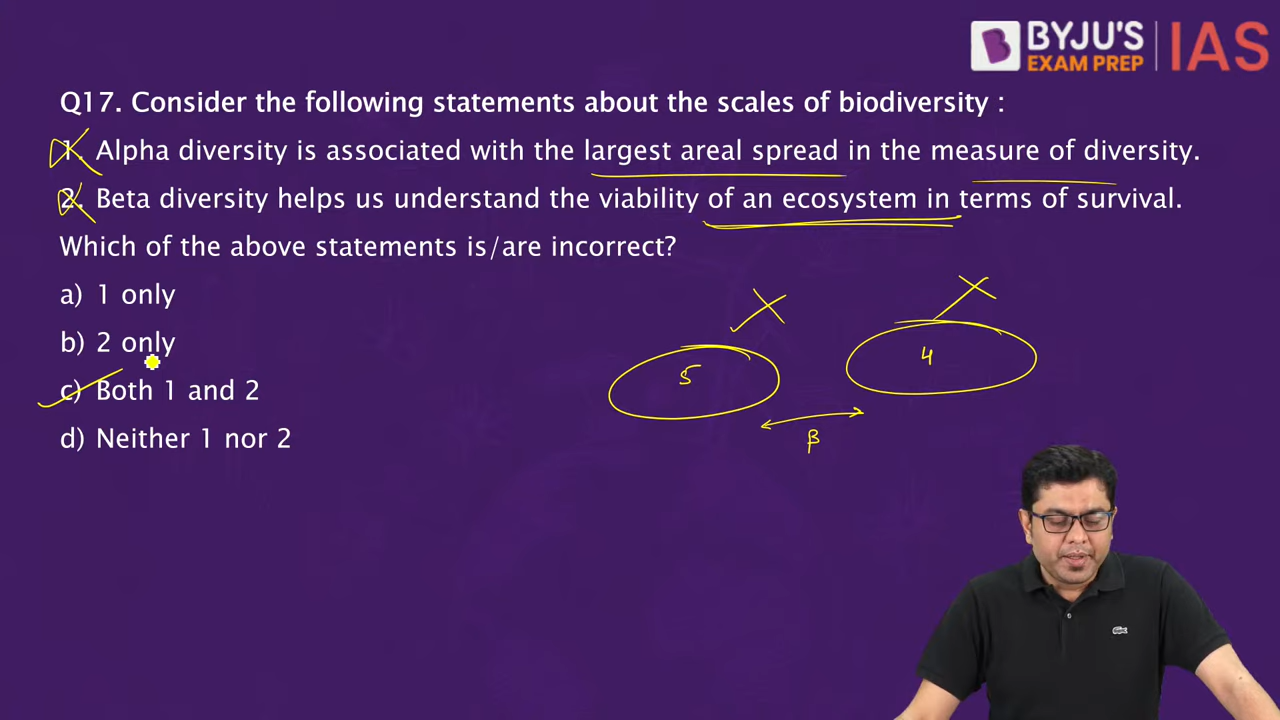 BYJU'S IAS
EXAM PREP
Q17. Consider the following statements about the scales of biodiversity :
1. Alpha diversity is associated with the largest areal spread in the measure of diversity.
2. Beta diversity helps us understand the viability of an ecosystem in terms of survival.
Which of the above statements is/are incorrect?
a) 1 only
b) 2 only
c) Both 1 and 2
d) Neither 1 nor 2
5
4
β